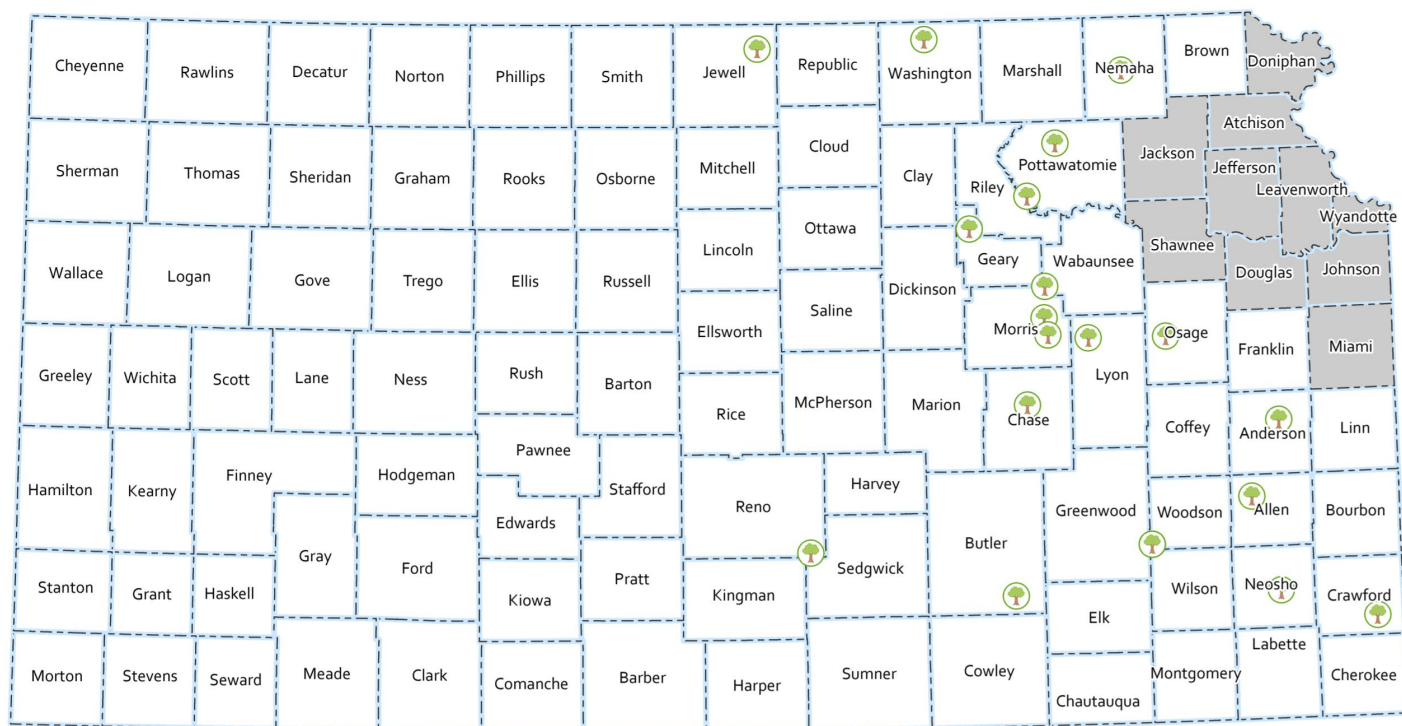 Cheyenne
Rawlins
Decatur
Norton
Phillips
Smith
Jewell
Republic
Washington
Marshall
Nemaha
Brown
Doniphan
Sherman
Thomas
Sheridan
Graham
Rooks
Osborne
Mitchell
Cloud
Clay
Riley
Pottawatomie
Jackson
Atchison
Jefferson
Leavenworth
Wyandotte
Wallace
Logan
Gove
Trego
Ellis
Russell
Lincoln
Ottawa
Saline
Dickinson
Geary
Wabaunsee
Shawnee
Douglas
Johnson
Greeley
Wichita
Scott
Lane
Ness
Rush
Barton
Ellsworth
Rice
McPherson
Marion
Morris
Chase
Lyon
Osage
Franklin
Miami
Coffey
Anderson
Linn
Hamilton
Kearny
Finney
Hodgeman
Pawnee
Stafford
Edwards
Reno
Harvey
Sedgwick
Butler
Greenwood
Woodson
Allen
Bourbon
Stanton
Grant
Haskell
Gray
Ford
Kiowa
Pratt
Kingman
Elk
Wilson
Neosho
Crawford
Morton
Stevens
Seward
Meade
Clark
Comanche
Barber
Harper
Sumner
Cowley
Chautauqua
Montgomery
Labette
Cherokee